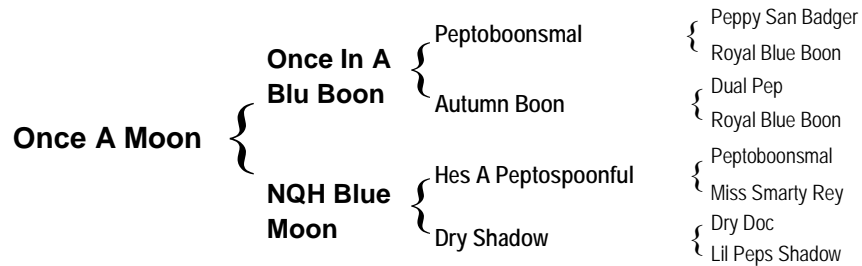 Once A Moon
Once In A
Blu Boon
NQH Blue
Moon
Peptoboonsmal
Autumn Boon
Hes A Peptospoonful
Dry Shadow
Peppy San Badger
Royal Blue Boon
Dual Pep
Royal Blue Boon
Peptoboonsmal
Miss Smarty Rey
Dry Doc
Lil Peps Shadow